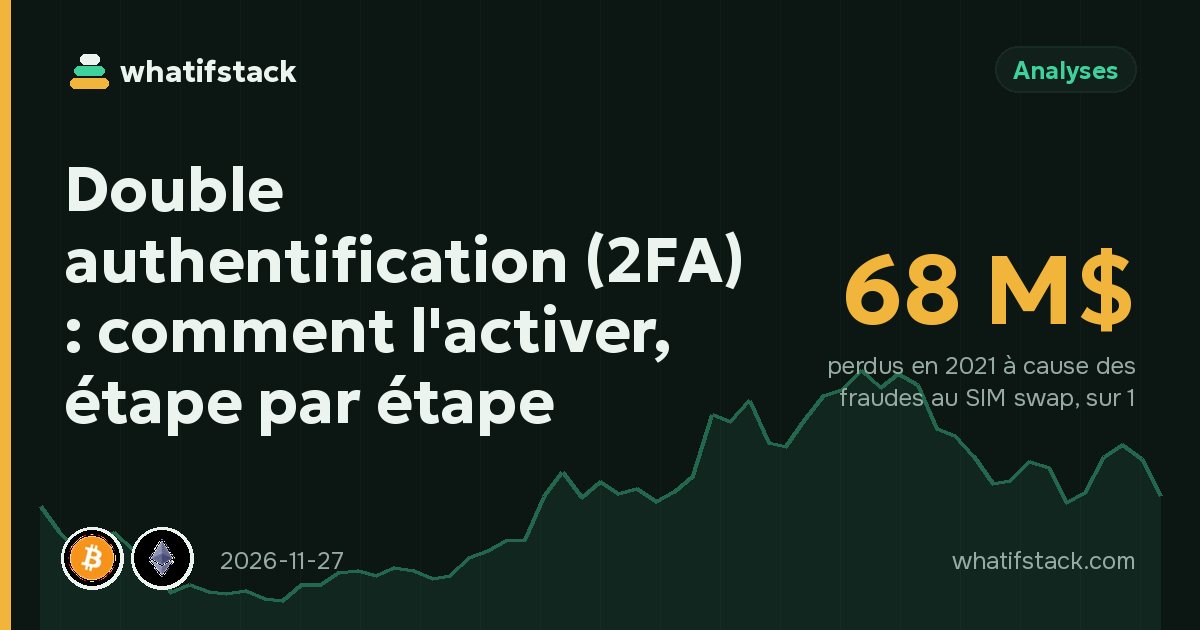 whatifstack
Analyses
Double
authentification (2FA)
: comment l'activer,
étape par étape
68 M$
perdus en 2021 à cause des
fraudes au SIM swap, sur 1
2026-11-27
whatifstack.com